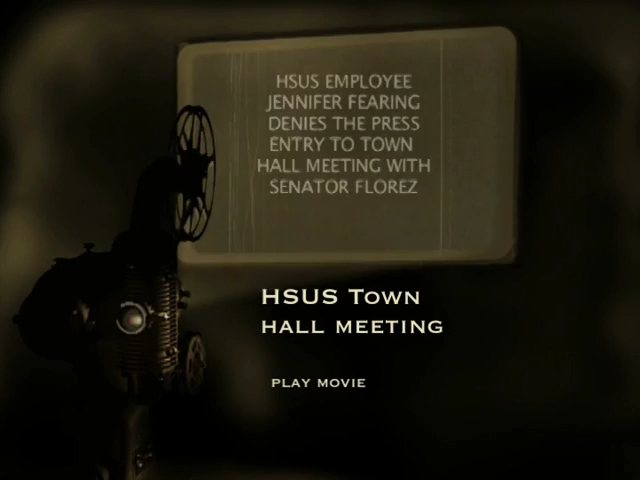 HSUS EMPLOYEE
JENNIFER FEARING
DENIES THE PRESS
ENTRY TO TOWN
HALL MEETING WITH
SENATOR FLOREZ
HSUS TOWN
HALL MEETING
PLAY MOVIE